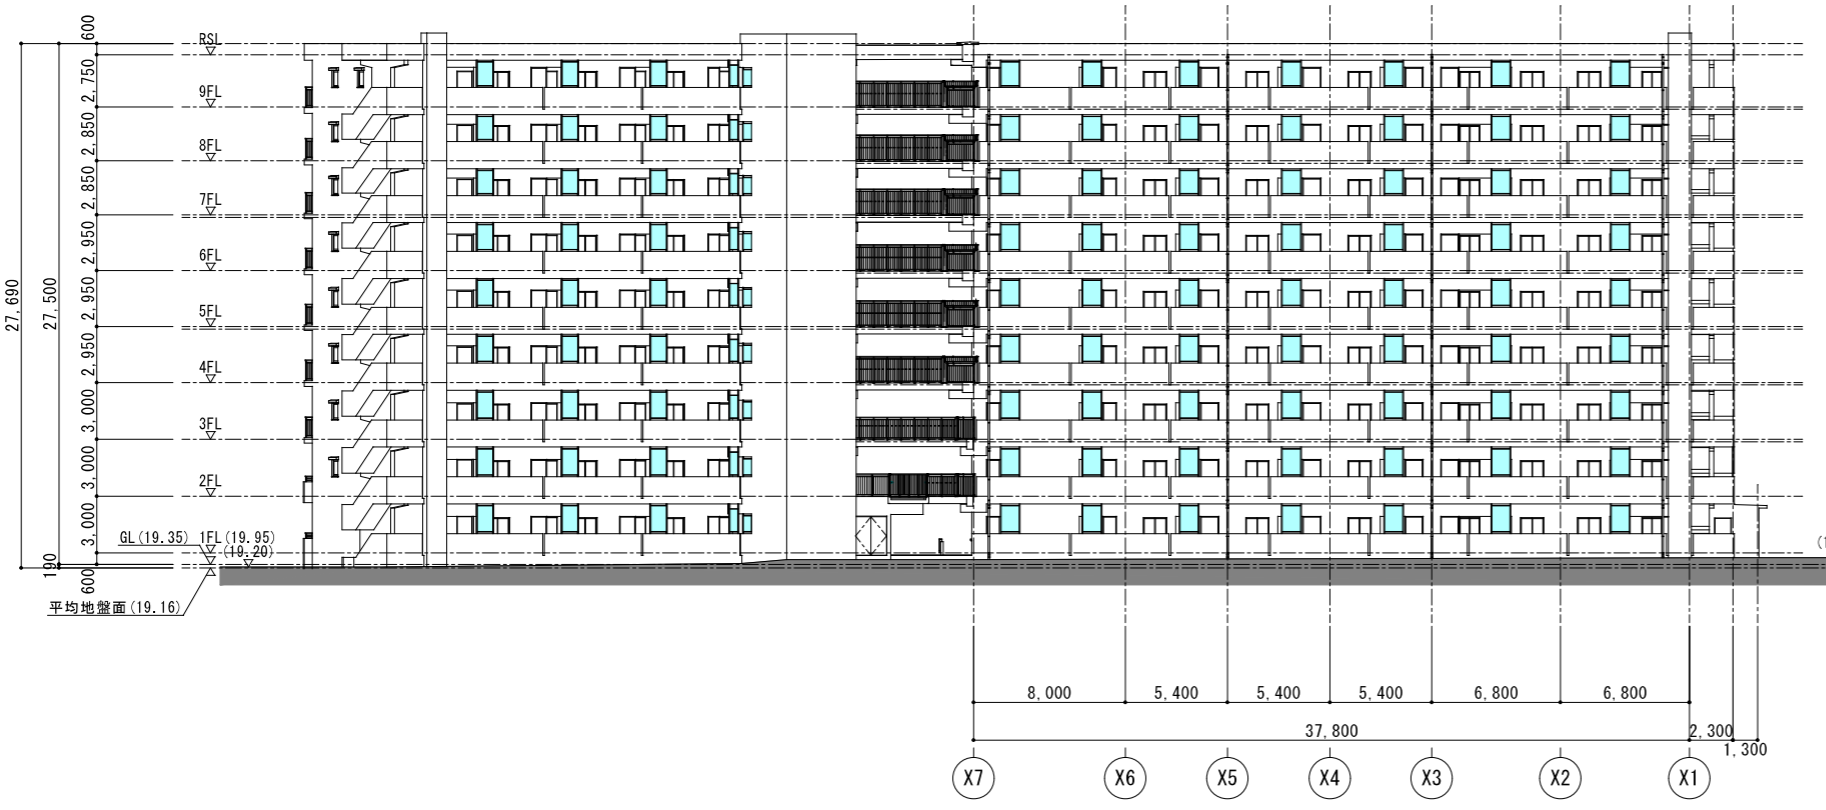 600
RSL
2,750
9FL
2,850
8FL
2,850
7FL
2,950
6FL
2,950
5FL
2,950
4FL
3,000
3FL
3,000
2FL
3,000
GL(19.35) 1FL(19.95)
(19.20)
190
600
27,690
27,500
平均地盤面(19.16)
8,000 5,400 5,400 5,400 6,800 6,800
37,800 2,300
1,300
X7 X6 X5 X4 X3 X2 X1